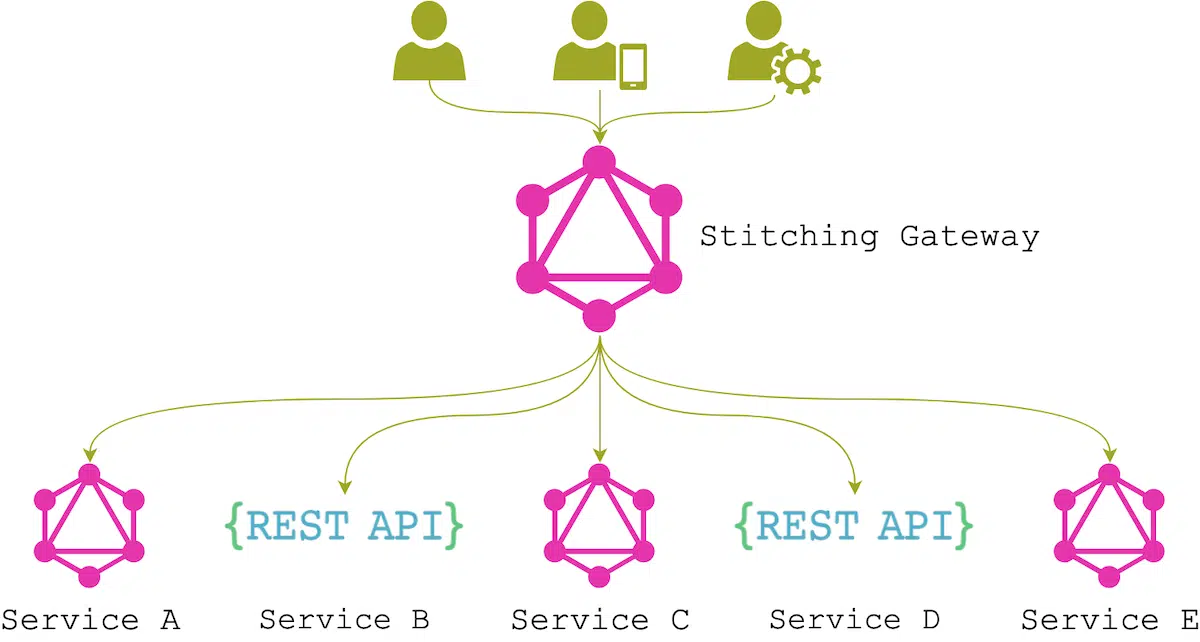 Stitching Gateway
{REST API}
{REST API}
Service A
Service B
Service C
Service D
Service E